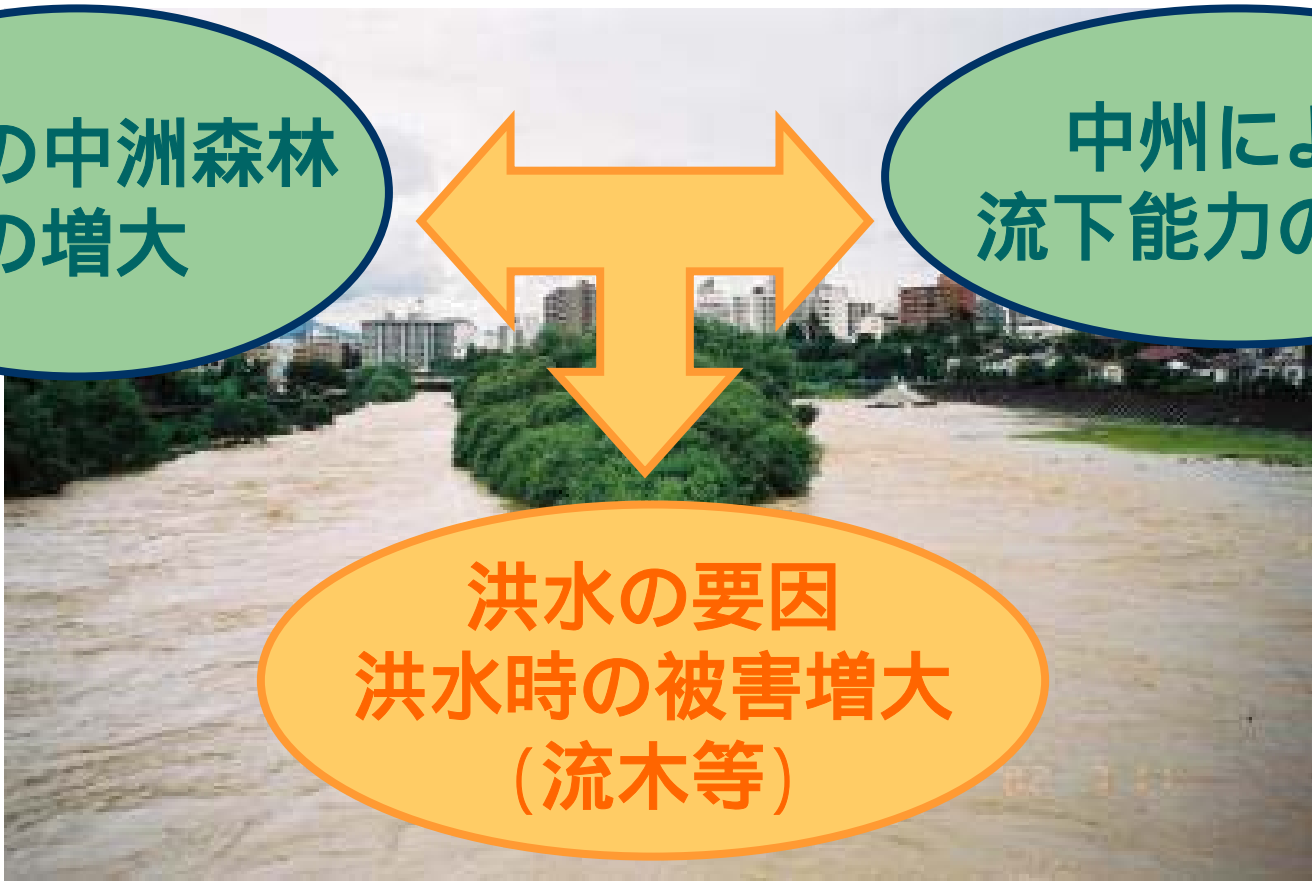 の中洲森林
の増大
中州によ
流下能力の
洪水の要因
洪水時の被害増大
(流木等)